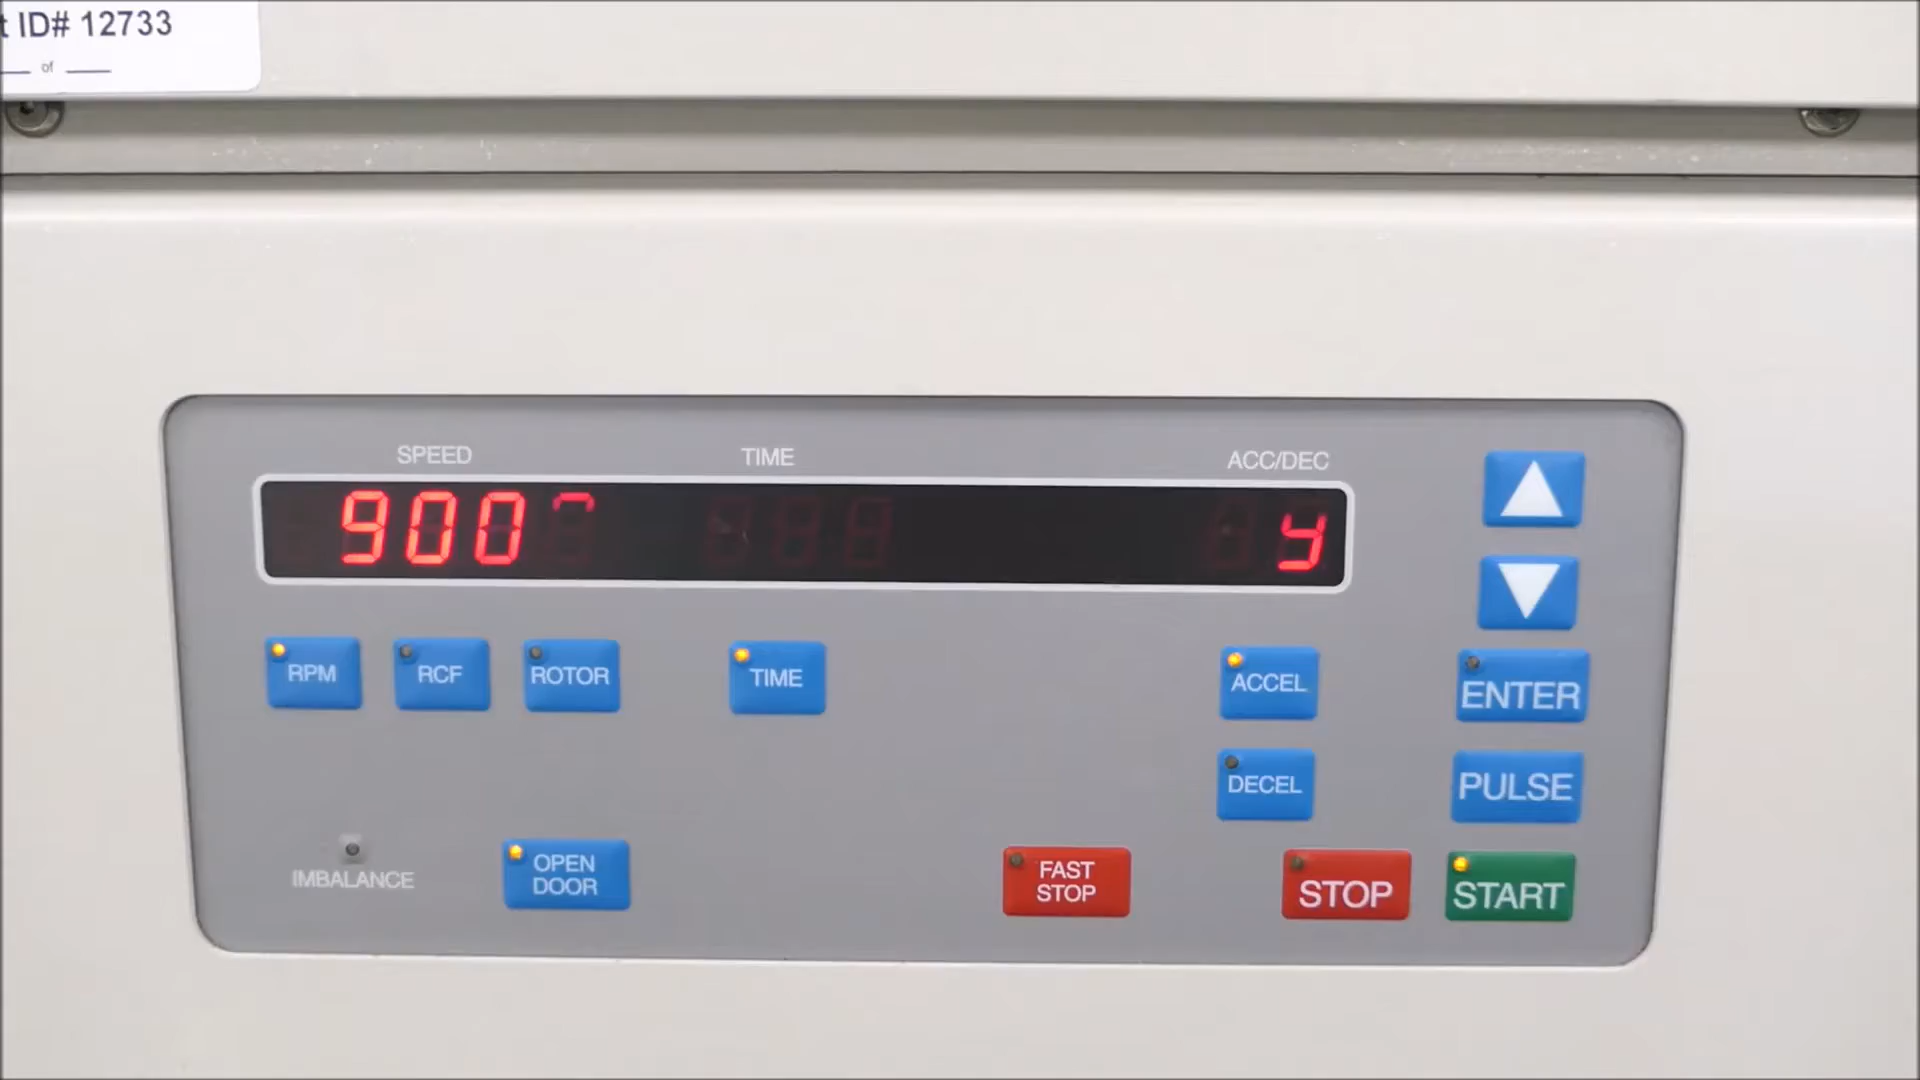 t ID# 12733
of
SPEED
TIME
ACC/DEC
900
RPM
RCF
ROTOR
TIME
ACCEL
ENTER
DECEL
PULSE
IMBALANCE
OPEN
DOOR
FAST
STOP
STOP
START